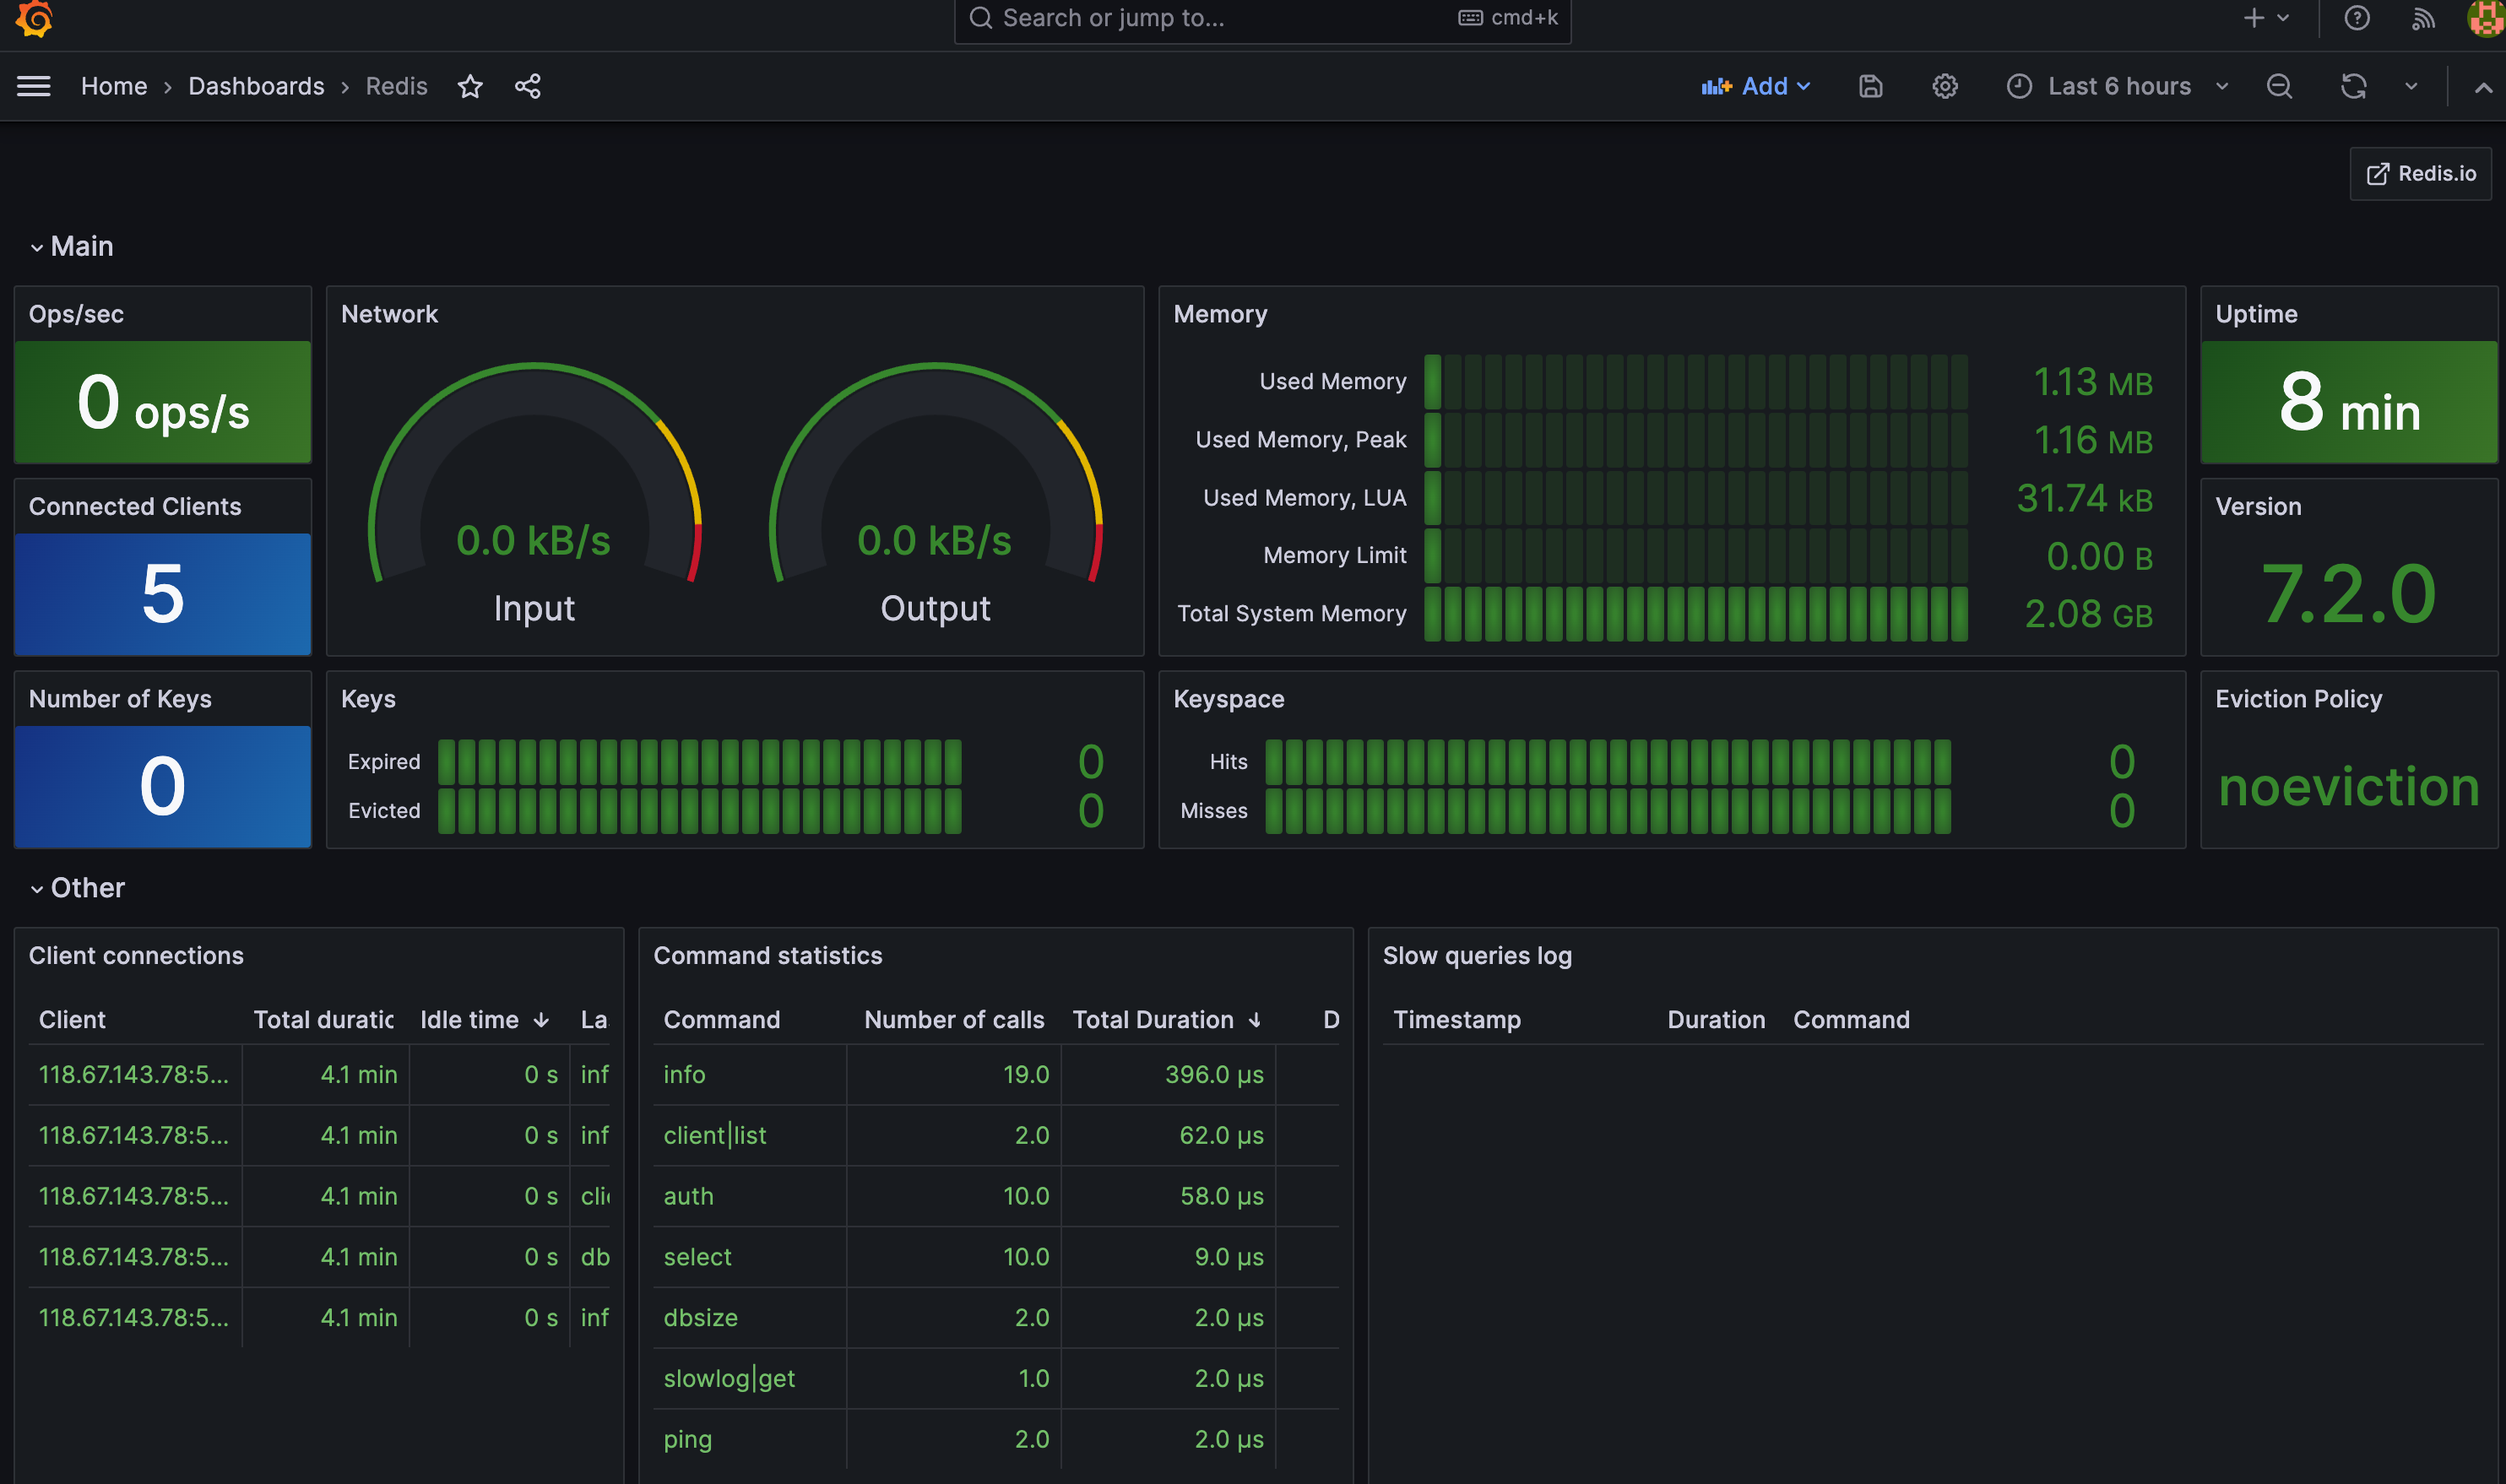 Search or jump to...
cmd+k
Home › Dashboards › Redis
Add
Last 6 hours
Redis.io
Main
Ops/sec
0 ops/s
Network
0.0 kB/s
Input
0.0 kB/s
Output
Memory
Used Memory 1.13 MB
Used Memory, Peak 1.16 MB
Used Memory, LUA 31.74 kB
Memory Limit 0.00 B
Total System Memory 2.08 GB
Uptime
8 min
Connected Clients
5
Version
7.2.0
Number of Keys
0
Keys
Expired 0
Evicted 0
Keyspace
Hits 0
Misses 0
Eviction Policy
noeviction
Other
Client connections
Client Total duratic Idle time La
118.67.143.78:5... 4.1 min 0 s inf
118.67.143.78:5... 4.1 min 0 s inf
118.67.143.78:5... 4.1 min 0 s clie
118.67.143.78:5... 4.1 min 0 s db
118.67.143.78:5... 4.1 min 0 s inf
Command statistics
Command Number of calls Total Duration D
info 19.0 396.0 µs
client|list 2.0 62.0 µs
auth 10.0 58.0 µs
select 10.0 9.0 µs
dbsize 2.0 2.0 µs
slowlog|get 1.0 2.0 µs
ping 2.0 2.0 µs
Slow queries log
Timestamp Duration Command